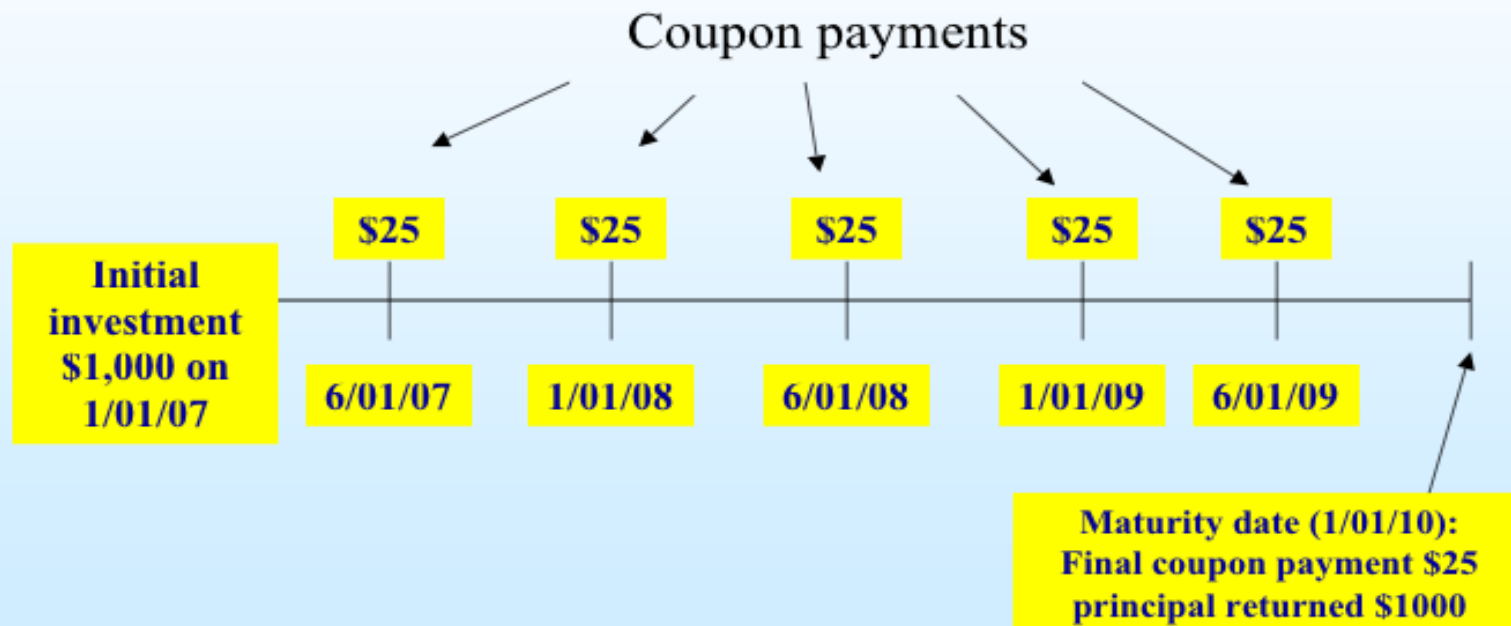 Coupon payments
$25 $25 $25 $25 $25
Initial
investment
$1,000 on
1/01/07
6/01/07 1/01/08 6/01/08 1/01/09 6/01/09
Maturity date (1/01/10):
Final coupon payment $25
principal returned $1000